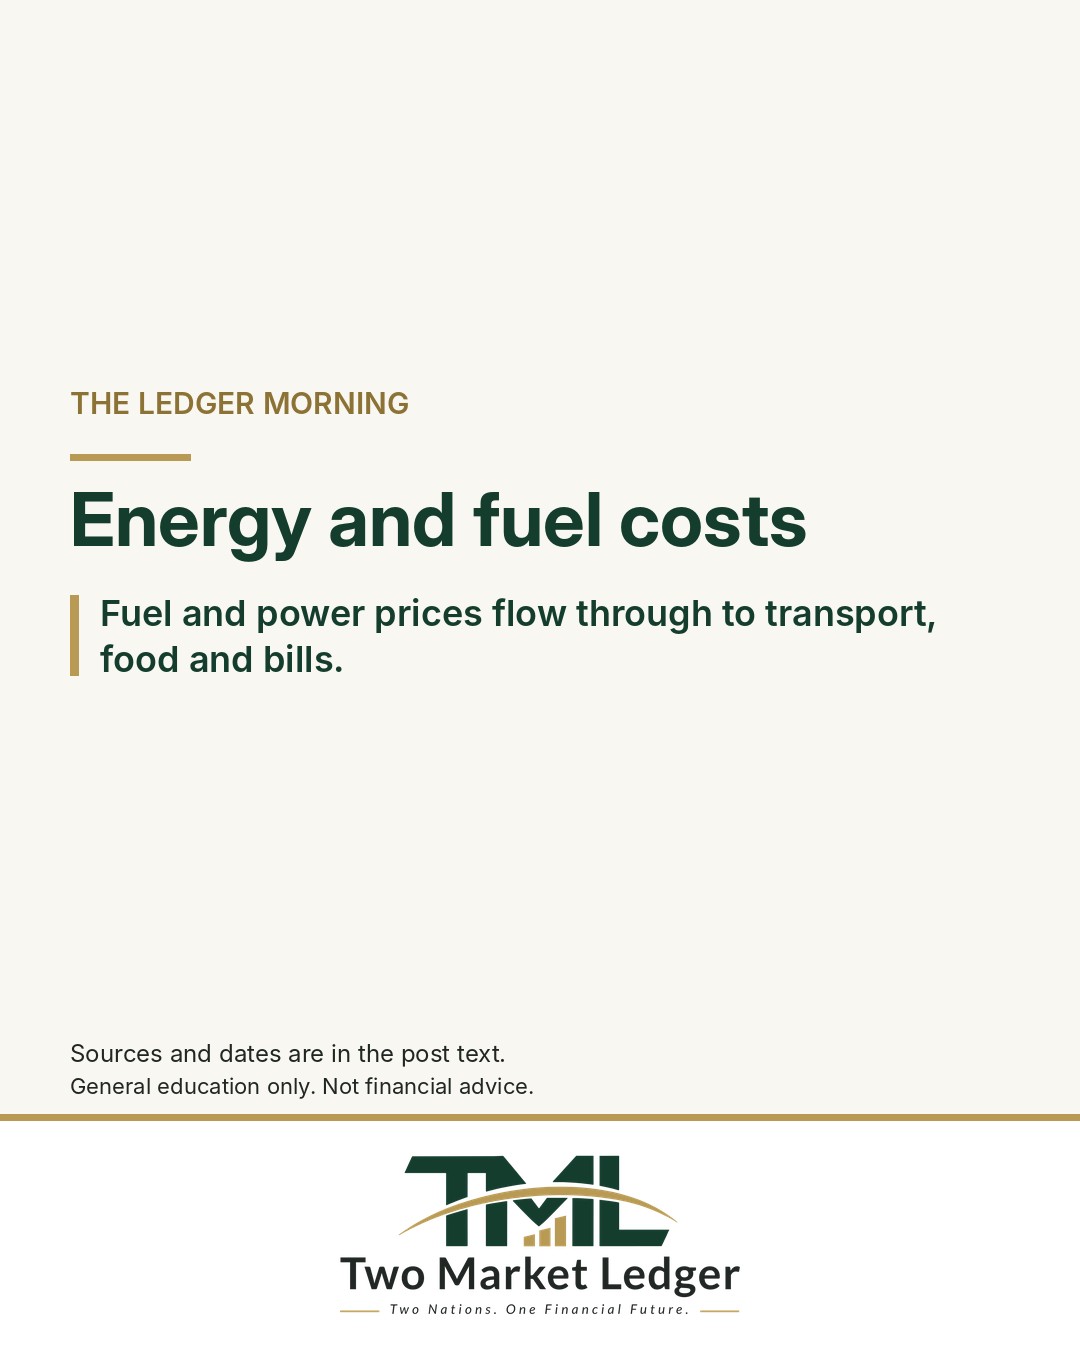 THE LEDGER MORNING
Energy and fuel costs
Fuel and power prices flow through to transport,
food and bills.
Sources and dates are in the post text.
General education only. Not financial advice.
TML
Two Market Ledger
Two Nations. One Financial Future.